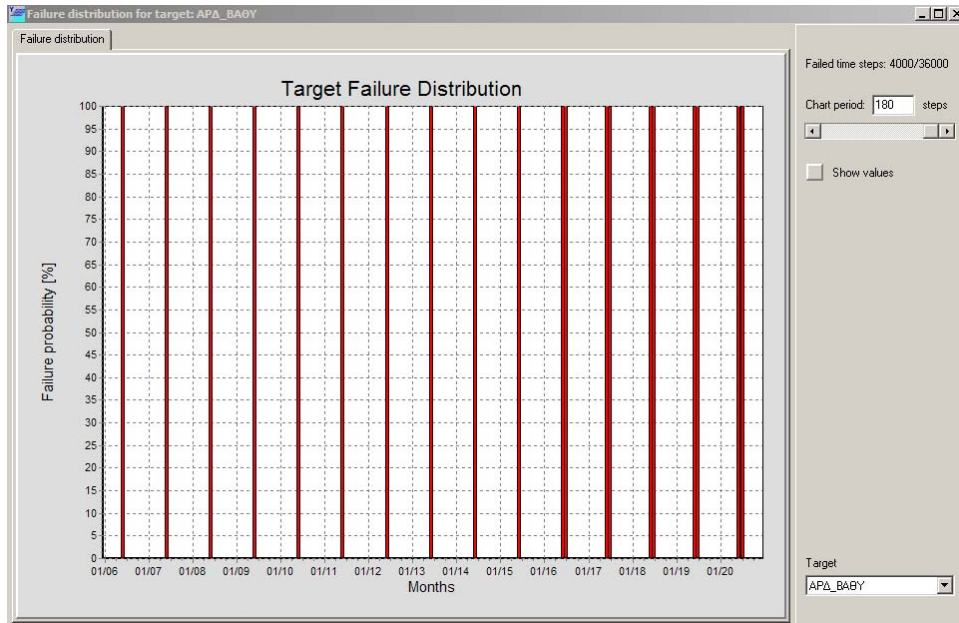 Failure distribution for target: ΑΡΔ_ΒΑΘΥ
Failure distribution
Target Failure Distribution
Failure probability [%]
100
95
90
85
80
75
70
65
60
55
50
45
40
35
30
25
20
15
10
5
0
01/06 01/07 01/08 01/09 01/10 01/11 01/12 01/13 01/14 01/15 01/16 01/17 01/18 01/19 01/20
Months
Failed time steps: 4000/36000
Chart period: 180 steps
Show values
Target
ΑΡΔ_ΒΑΘΥ